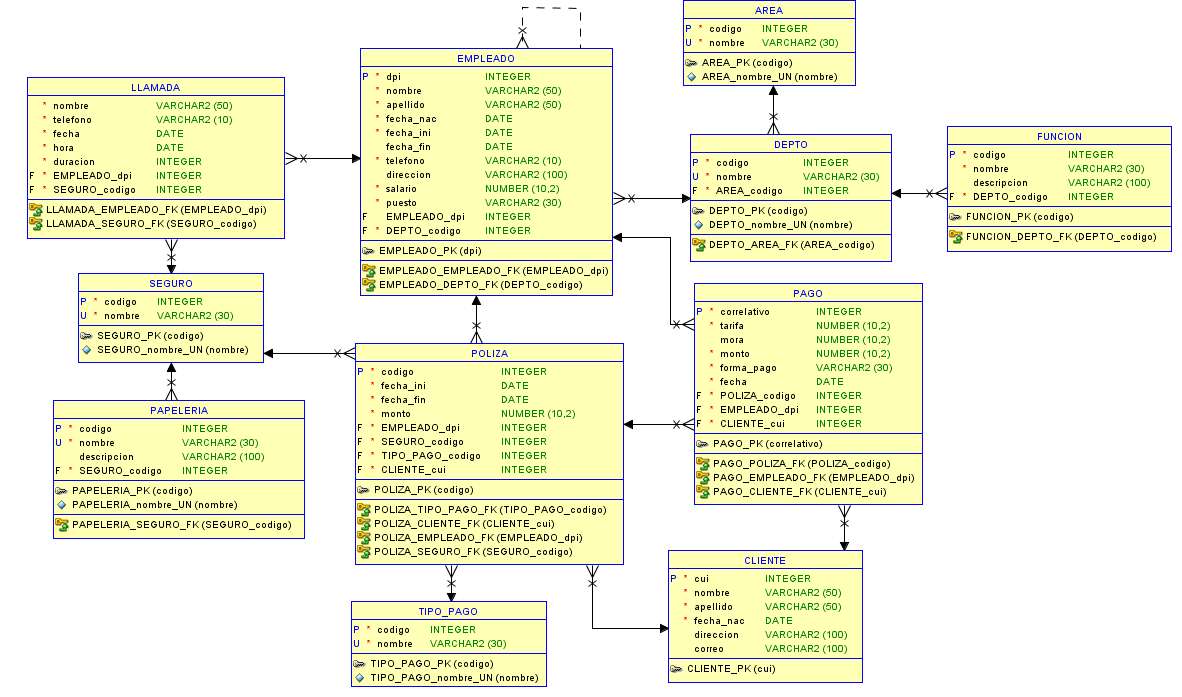 AREA
P * codigo INTEGER
U * nombre VARCHAR2 (30)
AREA_PK (codigo)
AREA_nombre_UN (nombre)
EMPLEADO
P * dpi INTEGER
* nombre VARCHAR2 (50)
* apellido VARCHAR2 (50)
* fecha_nac DATE
* fecha_ini DATE
fecha_fin DATE
* telefono VARCHAR2 (10)
direccion VARCHAR2 (100)
* salario NUMBER (10,2)
* puesto VARCHAR2 (30)
F EMPLEADO_dpi INTEGER
F * DEPTO_codigo INTEGER
EMPLEADO_PK (dpi)
EMPLEADO_EMPLEADO_FK (EMPLEADO_dpi)
EMPLEADO_DEPTO_FK (DEPTO_codigo)
LLAMADA
* nombre VARCHAR2 (50)
* telefono VARCHAR2 (10)
* fecha DATE
* hora DATE
* duracion INTEGER
F * EMPLEADO_dpi INTEGER
F * SEGURO_codigo INTEGER
LLAMADA_EMPLEADO_FK (EMPLEADO_dpi)
LLAMADA_SEGURO_FK (SEGURO_codigo)
DEPTO
P * codigo INTEGER
U * nombre VARCHAR2 (30)
F * AREA_codigo INTEGER
DEPTO_PK (codigo)
DEPTO_nombre_UN (nombre)
DEPTO_AREA_FK (AREA_codigo)
FUNCION
P * codigo INTEGER
* nombre VARCHAR2 (30)
descripcion VARCHAR2 (100)
F * DEPTO_codigo INTEGER
FUNCION_PK (codigo)
FUNCION_DEPTO_FK (DEPTO_codigo)
SEGURO
P * codigo INTEGER
U * nombre VARCHAR2 (30)
SEGURO_PK (codigo)
SEGURO_nombre_UN (nombre)
PAGO
P * correlativo INTEGER
* tarifa NUMBER (10,2)
mora NUMBER (10,2)
* monto NUMBER (10,2)
* forma_pago VARCHAR2 (30)
* fecha DATE
F * POLIZA_codigo INTEGER
F * EMPLEADO_dpi INTEGER
F * CLIENTE_cui INTEGER
PAGO_PK (correlativo)
PAGO_POLIZA_FK (POLIZA_codigo)
PAGO_EMPLEADO_FK (EMPLEADO_dpi)
PAGO_CLIENTE_FK (CLIENTE_cui)
POLIZA
P * codigo INTEGER
* fecha_ini DATE
* fecha_fin DATE
* monto NUMBER (10,2)
F * EMPLEADO_dpi INTEGER
F * SEGURO_codigo INTEGER
F * TIPO_PAGO_codigo INTEGER
F * CLIENTE_cui INTEGER
POLIZA_PK (codigo)
POLIZA_TIPO_PAGO_FK (TIPO_PAGO_codigo)
POLIZA_CLIENTE_FK (CLIENTE_cui)
POLIZA_EMPLEADO_FK (EMPLEADO_dpi)
POLIZA_SEGURO_FK (SEGURO_codigo)
PAPELERIA
P * codigo INTEGER
U * nombre VARCHAR2 (30)
descripcion VARCHAR2 (100)
F * SEGURO_codigo INTEGER
PAPELERIA_PK (codigo)
PAPELERIA_nombre_UN (nombre)
PAPELERIA_SEGURO_FK (SEGURO_codigo)
TIPO_PAGO
P * codigo INTEGER
U * nombre VARCHAR2 (30)
TIPO_PAGO_PK (codigo)
TIPO_PAGO_nombre_UN (nombre)
CLIENTE
P * cui INTEGER
* nombre VARCHAR2 (50)
* apellido VARCHAR2 (50)
* fecha_nac DATE
direccion VARCHAR2 (100)
correo VARCHAR2 (100)
CLIENTE_PK (cui)